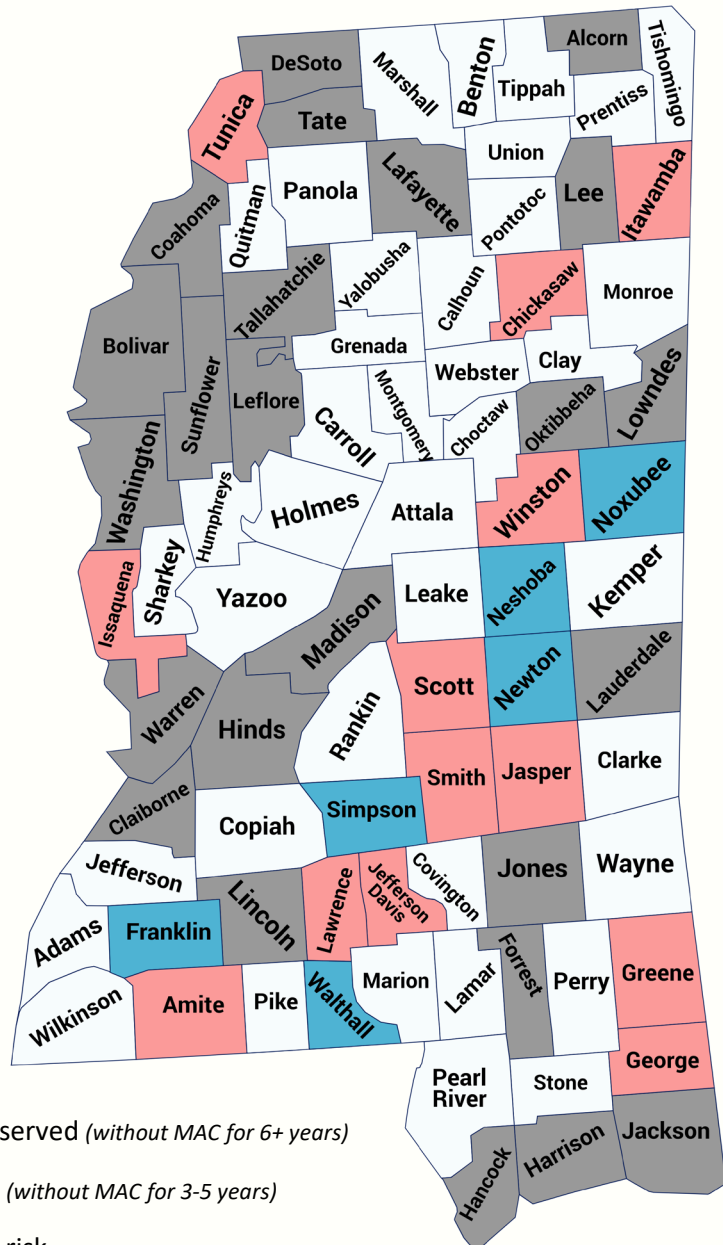 DeSoto
Marshall
Benton
Tippah
Alcorn
Tishomingo
Prentiss
Tunica
Tate
Union
Panola
Lafayette
Pontotoc
Lee
Itawamba
Coahoma
Quitman
Tallahatchie
Yalobusha
Calhoun
Chickasaw
Monroe
Bolivar
Sunflower
Leflore
Grenada
Webster
Clay
Carroll
Montgomery
Choctaw
Oktibbeha
Lowndes
Washington
Humphreys
Holmes
Attala
Winston
Noxubee
Issaquena
Sharkey
Yazoo
Madison
Leake
Neshoba
Kemper
Warren
Hinds
Rankin
Scott
Newton
Lauderdale
Claiborne
Copiah
Simpson
Smith
Jasper
Clarke
Jefferson
Lincoln
Lawrence
Jefferson
Davis
Covington
Jones
Wayne
Adams
Franklin
Wilkinson
Amite
Pike
Walthall
Marion
Lamar
Forrest
Perry
Greene
George
Pearl
River
Stone
Hancock
Harrison
Jackson
served (without MAC for 6+ years)
(without MAC for 3-5 years)
risk